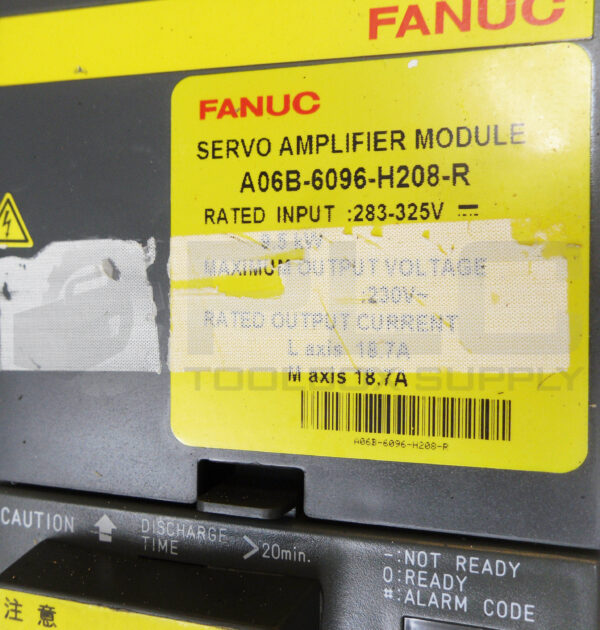 FANUC
FANUC
SERVO AMPLIFIER MODULE
A06B-6096-H208-R
RATED INPUT :283-325V
kW
MAXIMUM OUTPUT VOLTAGE
:230V~
RATED OUTPUT CURRENT
L axis 18.7A
M axis 18.7A
A06B-6096-H208-R
CAUTION
DISCHARGE TIME >20min.
-:NOT READY
0:READY
#:ALARM CODE
注意